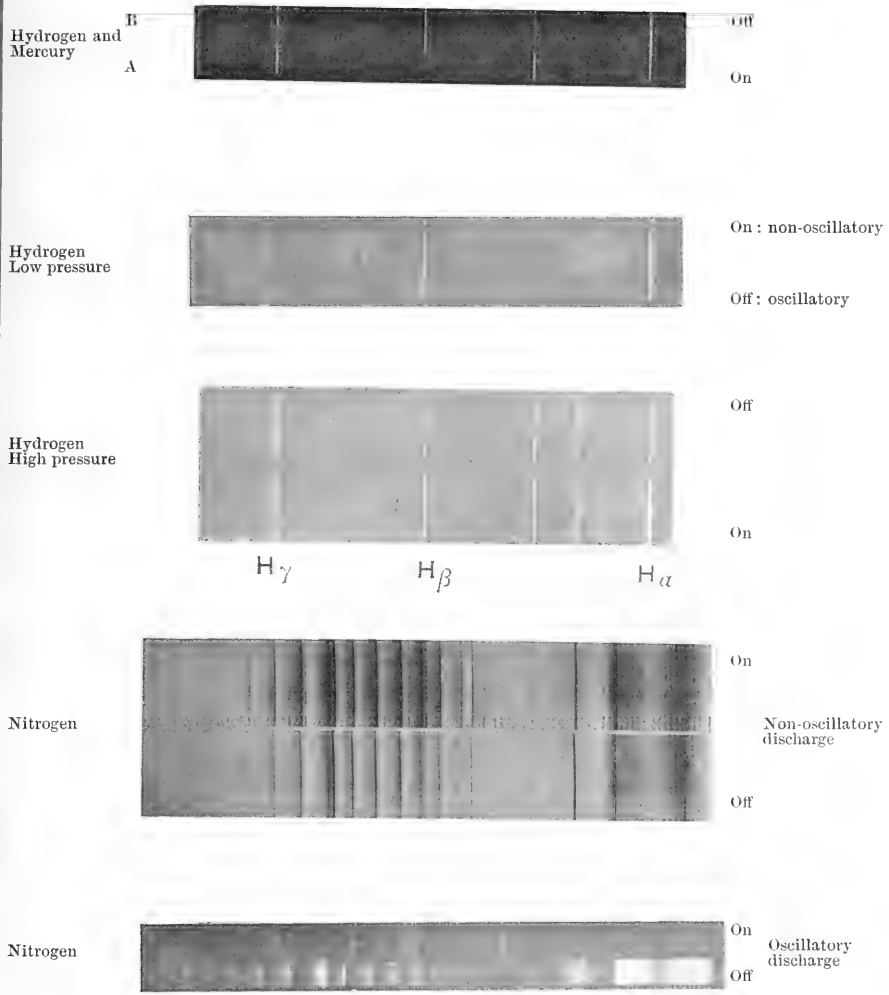 B
Off
Hydrogen and
Mercury
A
On
On : non-oscillatory
Hydrogen
Low pressure
Off : oscillatory
Off
Hydrogen
High pressure
On
Hγ Hβ Hα
On
Nitrogen
Non-oscillatory
discharge
Off
On
Nitrogen
Oscillatory
discharge
Off